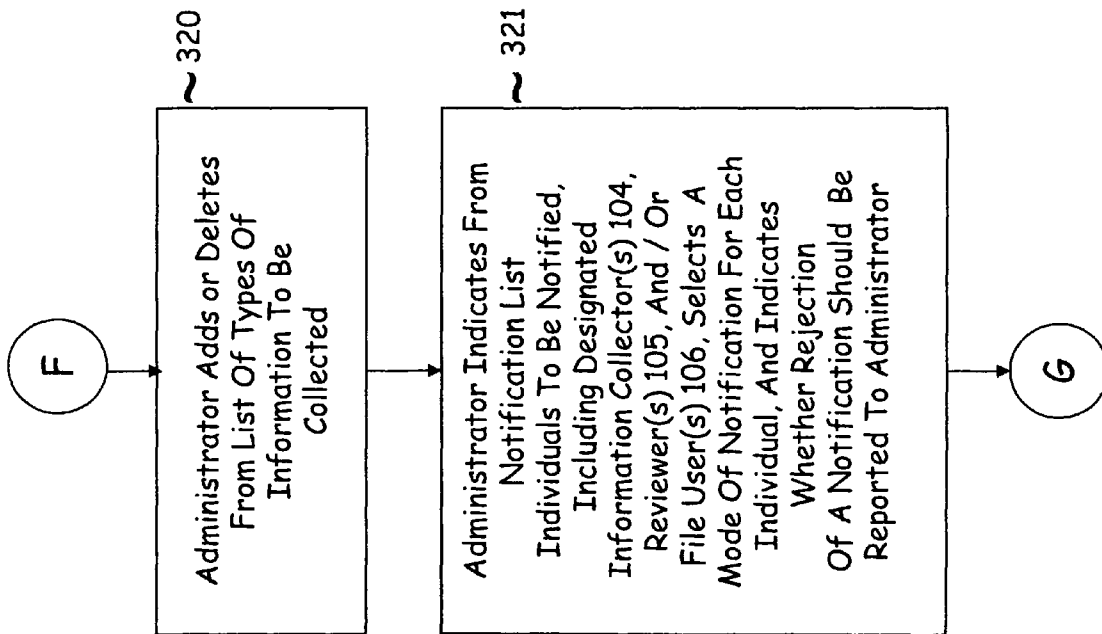 F
320
Administrator Adds or Deletes
From List Of Types Of
Information To Be
Collected
321
Administrator Indicates From
Notification List
Individuals To Be Notified,
Including Designated
Information Collector(s) 104,
Reviewer(s) 105, And / Or
File User(s) 106, Selects A
Mode Of Notification For Each
Individual, And Indicates
Whether Rejection
Of A Notification Should Be
Reported To Administrator
G